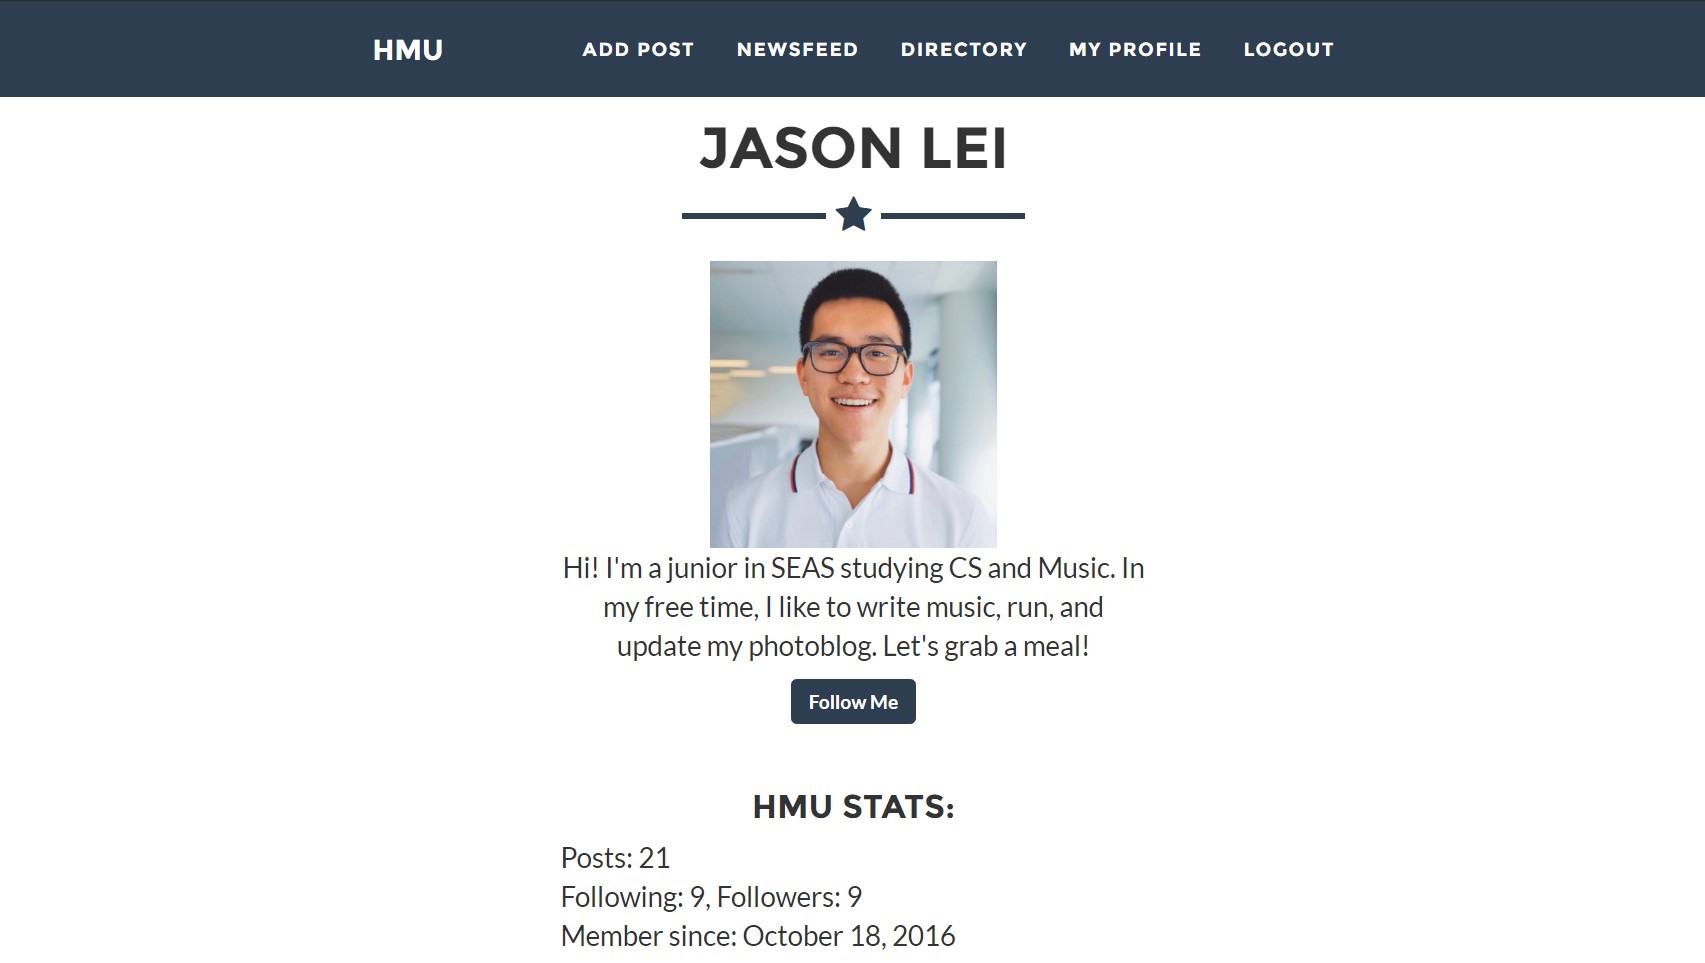 HMU ADD POST NEWSFEED DIRECTORY MY PROFILE LOGOUT
JASON LEI
Hi! I'm a junior in SEAS studying CS and Music. In
my free time, I like to write music, run, and
update my photoblog. Let's grab a meal!
Follow Me
HMU STATS:
Posts: 21
Following: 9, Followers: 9
Member since: October 18, 2016